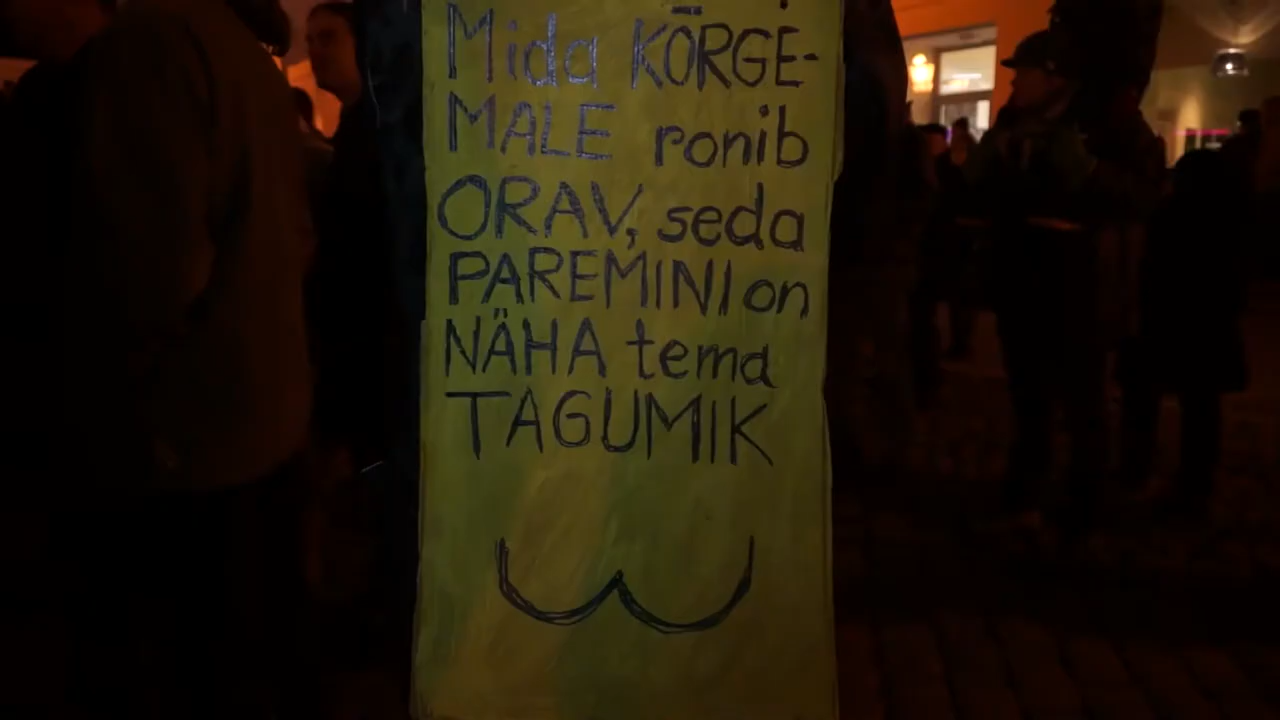 Mida KÕRGE-
MALE ronib
ORAV, seda
PAREMINI on
NÄHA tema
TAGUMIK